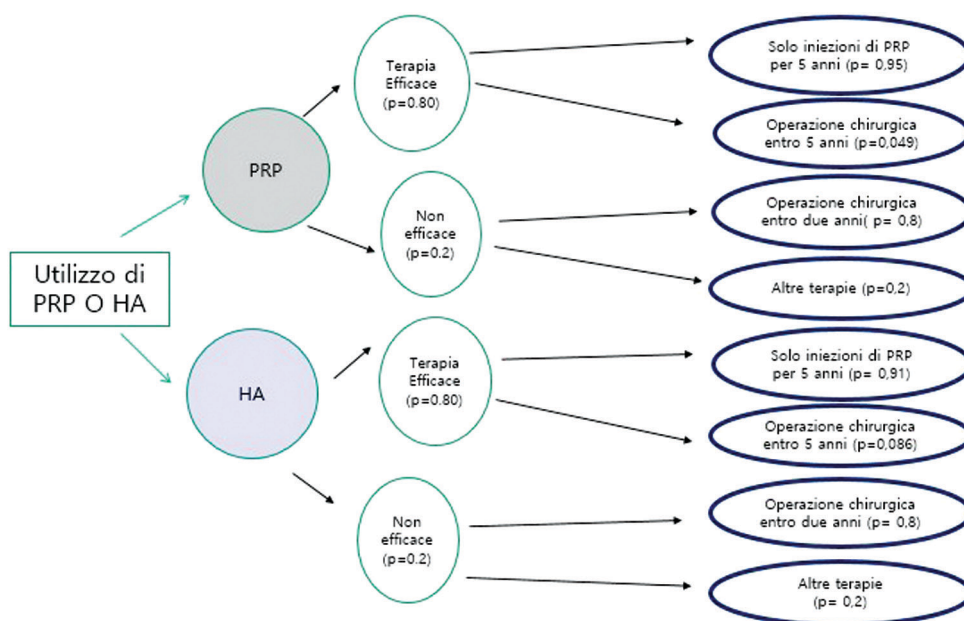 Utilizzo di
PRP O HA
PRP
Terapia
Efficace
(p=0.80)
Solo iniezioni di PRP
per 5 anni (p= 0,95)
Operazione chirurgica
entro 5 anni (p=0,049)
Non
efficace
(p=0.2)
Operazione chirurgica
entro due anni( p= 0,8)
Altre terapie (p=0,2)
HA
Terapia
Efficace
(p=0.80)
Solo iniezioni di PRP
per 5 anni (p= 0,91)
Operazione chirurgica
entro 5 anni (p=0,086)
Non
efficace
(p=0.2)
Operazione chirurgica
entro due anni (p= 0,8)
Altre terapie
(p= 0,2)